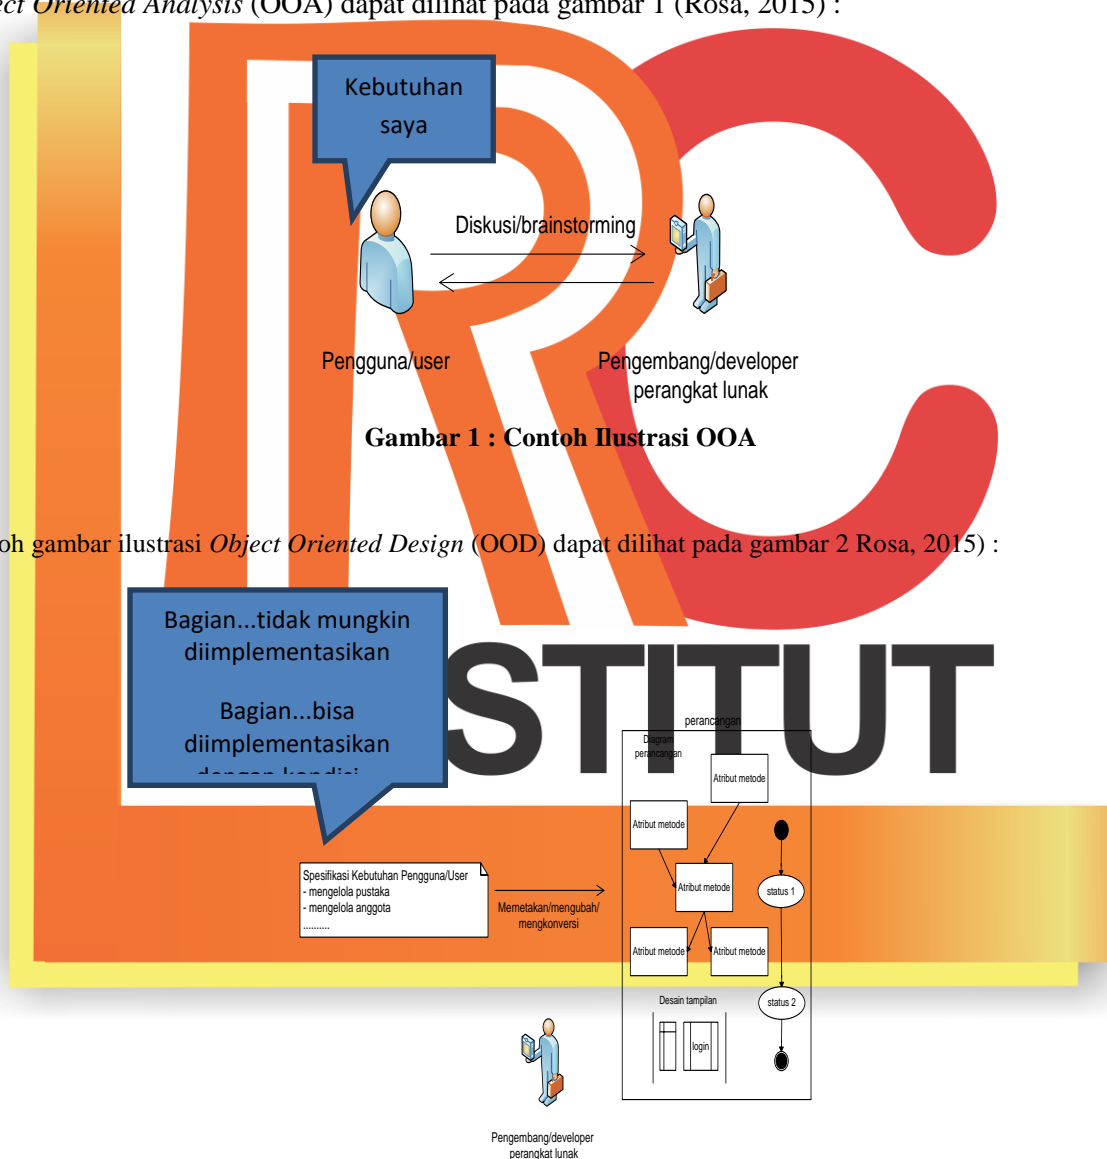 ect Oriented Analysis (OOA) dapat dilihat pada gambar 1 (Rosa, 2015) :
Kebutuhan
saya
Diskusi/brainstorming
Pengguna/user
Pengembang/developer
perangkat lunak
Gambar 1 : Contoh Ilustrasi OOA
oh gambar ilustrasi Object Oriented Design (OOD) dapat dilihat pada gambar 2 Rosa, 2015) :
Bagian...tidak mungkin
diimplementasikan
Bagian...bisa
diimplementasikan
dengan kondisi
STITUT
perancangan
Diagram
perancangan
Atribut metode
Atribut metode
Atribut metode
Atribut metode
Atribut metode
status 1
status 2
Spesifikasi Kebutuhan Pengguna/User
- mengelola pustaka
- mengelola anggota
..........
Memetakan/mengubah/
mengkonversi
Desain tampilan
login
Pengembang/developer
perangkat lunak